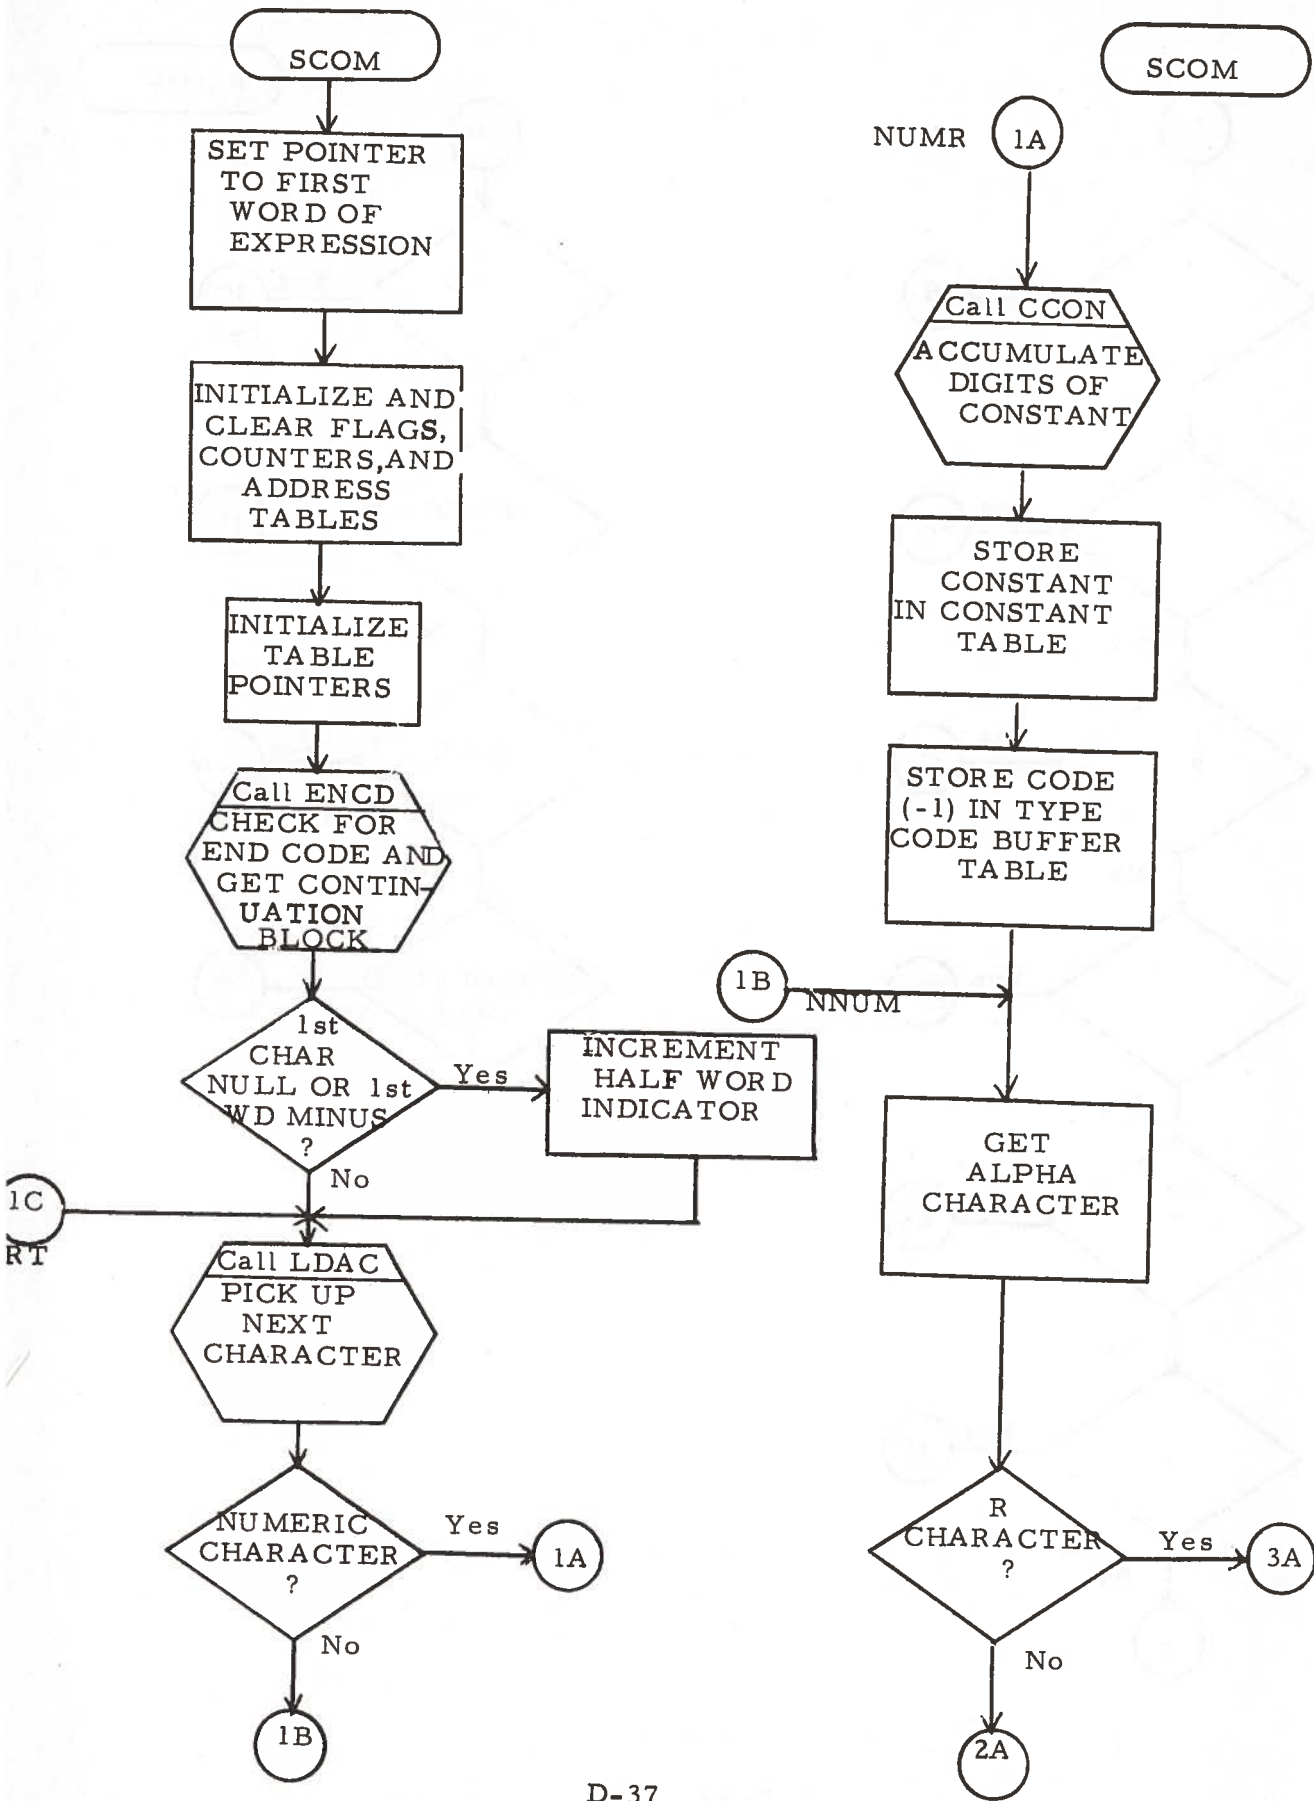 SCOM
SET POINTER
TO FIRST
WORD OF
EXPRESSION
INITIALIZE AND
CLEAR FLAGS,
COUNTERS, AND
ADDRESS
TABLES
INITIALIZE
TABLE
POINTERS
Call ENCD
CHECK FOR
END CODE AND
GET CONTIN-
UATION
BLOCK
1st
CHAR
NULL OR 1st
WD MINUS
?
Yes
INCREMENT
HALF WORD
INDICATOR
No
1C
RT
Call LDAC
PICK UP
NEXT
CHARACTER
NUMERIC
CHARACTER
?
Yes
1A
No
1B
SCOM
NUMR
1A
Call CCON
ACCUMULATE
DIGITS OF
CONSTANT
STORE
CONSTANT
IN CONSTANT
TABLE
STORE CODE
(-1) IN TYPE
CODE BUFFER
TABLE
1B
NNUM
GET
ALPHA
CHARACTER
R
CHARACTER
?
Yes
3A
No
2A
D-37